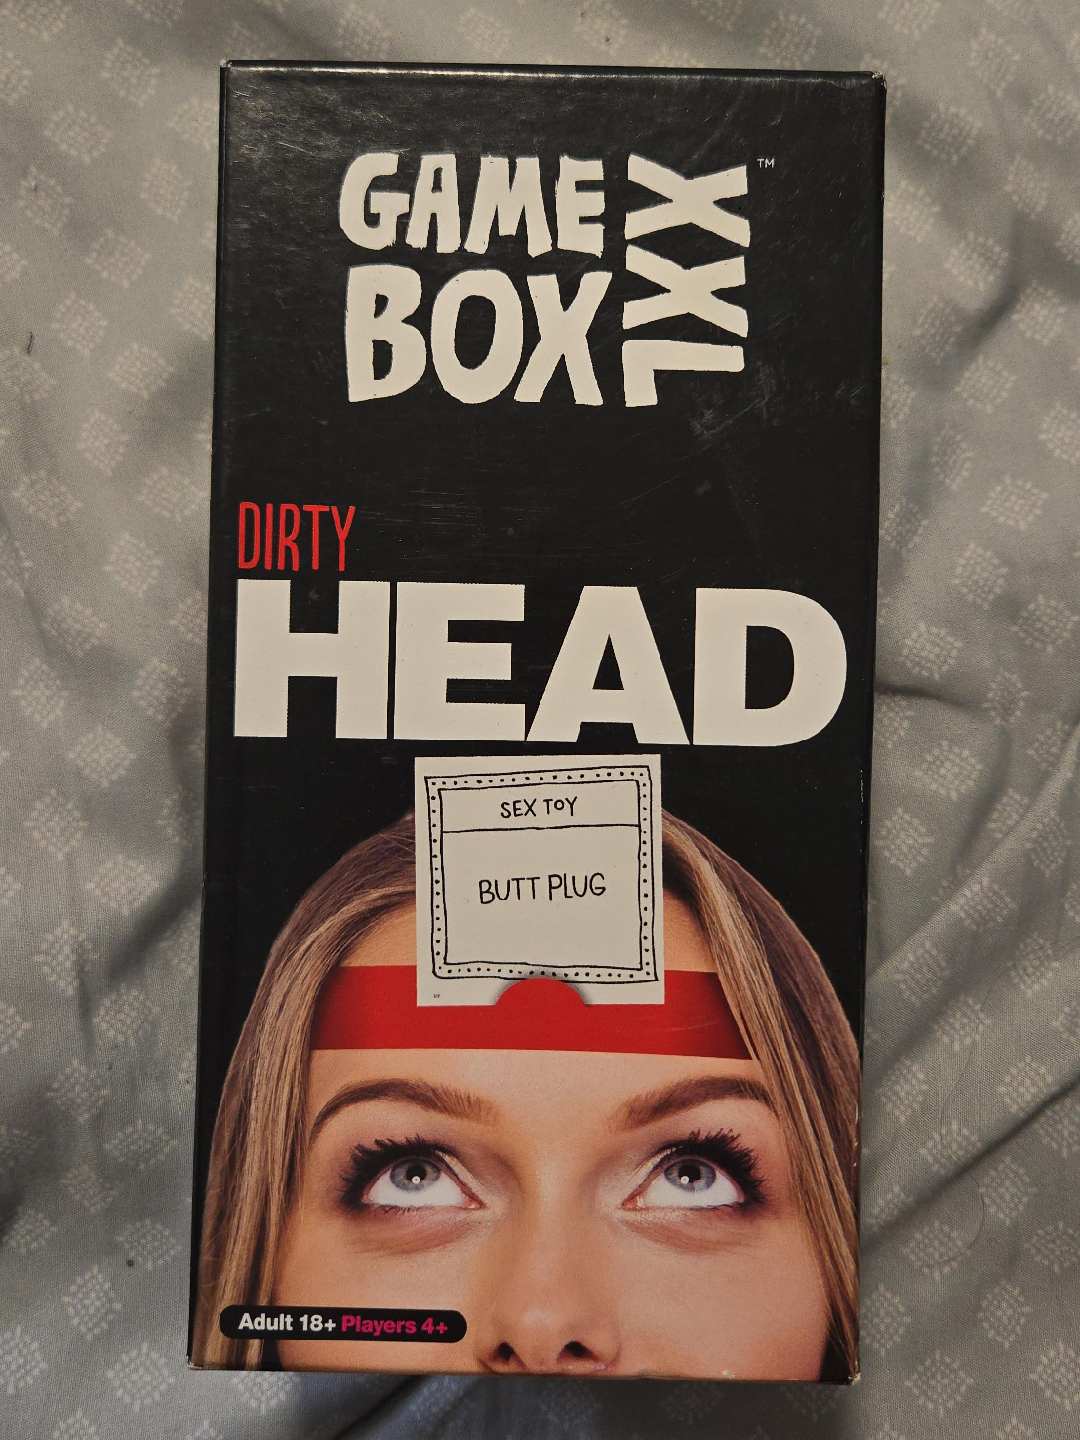 GAME
BOX
XXL
™
DIRTY
HEAD
SEX TOY
BUTT PLUG
Adult 18+ Players 4+